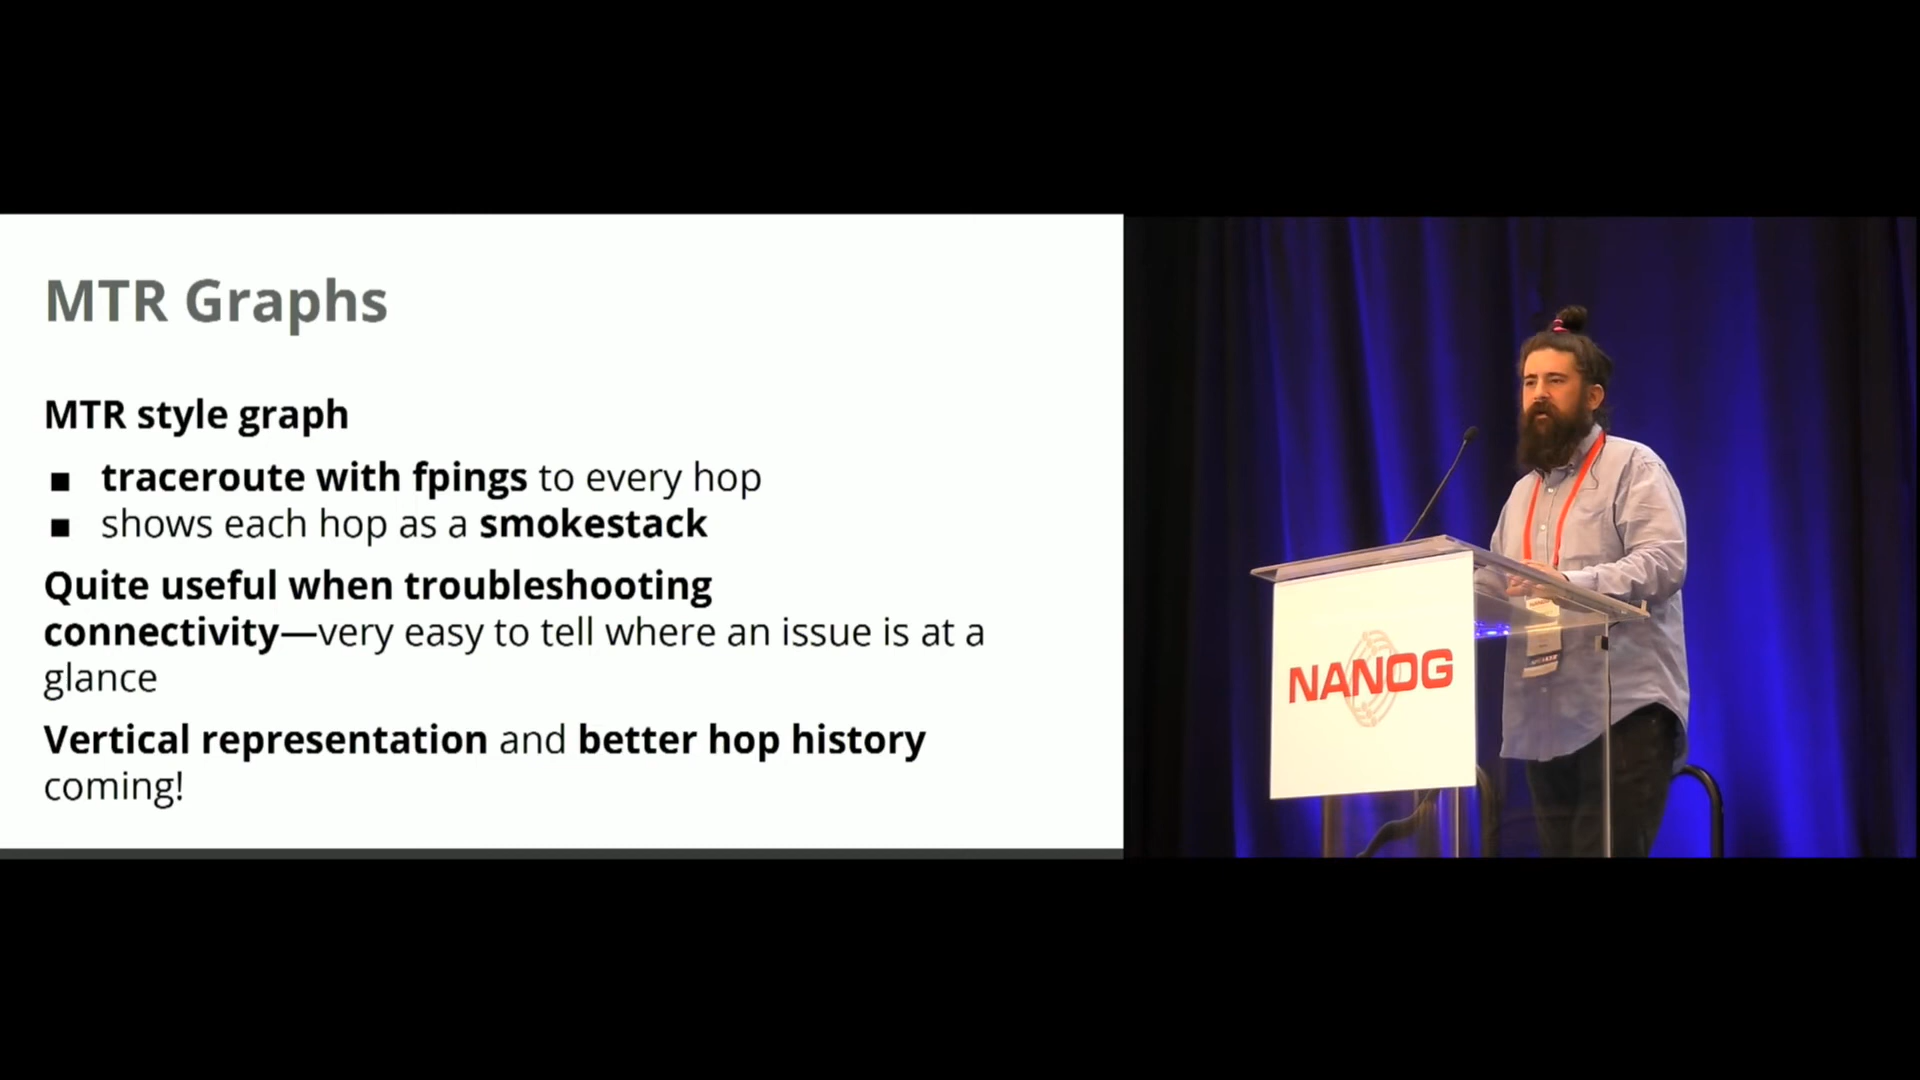 MTR Graphs
MTR style graph
■ traceroute with fpings to every hop
■ shows each hop as a smokestack
Quite useful when troubleshooting
connectivity—very easy to tell where an issue is at a
glance
Vertical representation and better hop history
coming!
NANOG